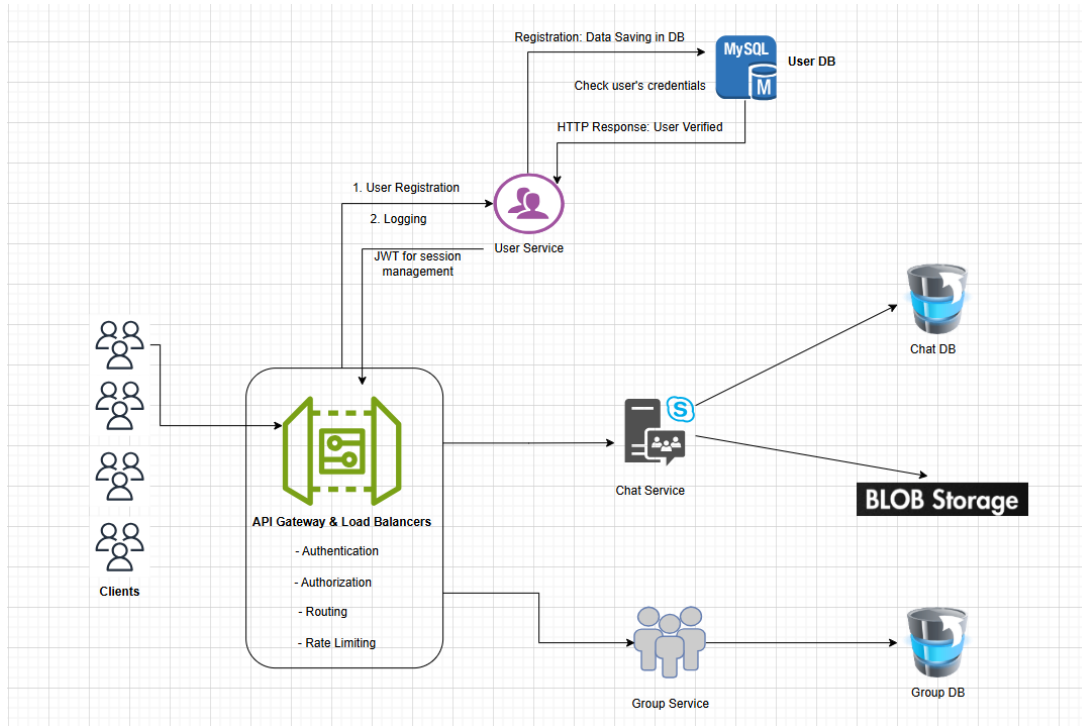 Registration: Data Saving in DB
MySQL
M
User DB
Check user's credentials
HTTP Response: User Verified
1. User Registration
2. Logging
User Service
JWT for session
management
Chat DB
S
Chat Service
BLOB Storage
API Gateway & Load Balancers
- Authentication
- Authorization
- Routing
- Rate Limiting
Clients
Group Service
Group DB